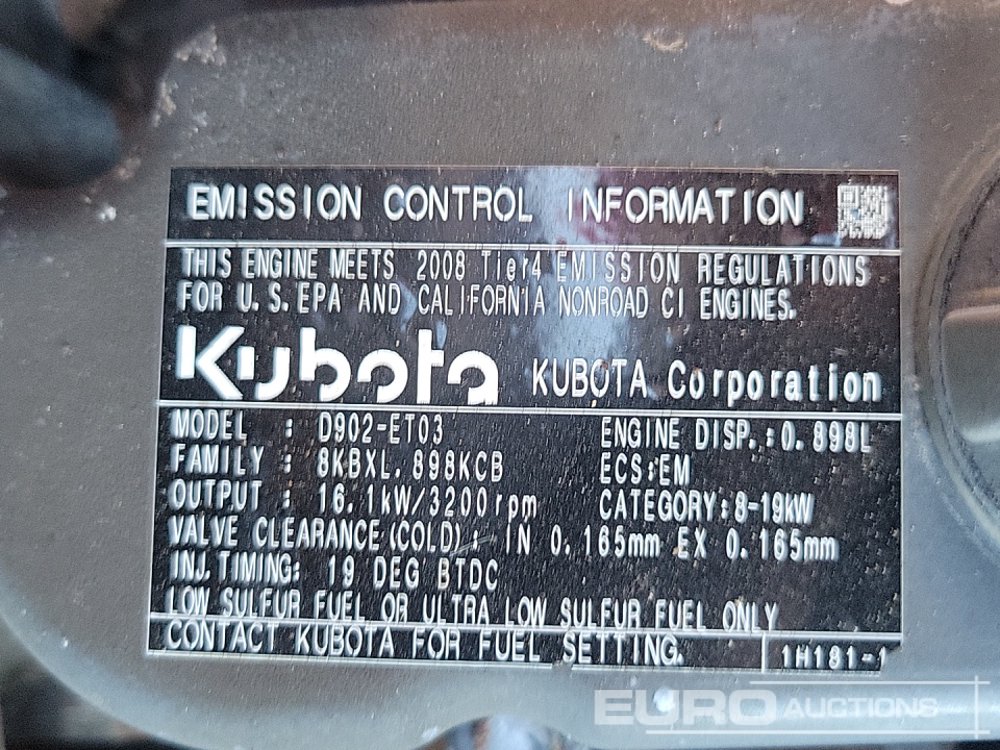 EMISSION CONTROL INFORMATION
THIS ENGINE MEETS 2008 Tier4 EMISSION REGULATIONS
FOR U.S.EPA AND CALIFORNIA NONROAD CI ENGINES.
Kubota KUBOTA Corporation
MODEL : D902-ET03 ENGINE DISP.:0.898L
FAMILY : 8KBXL.898KCB ECS:EM
OUTPUT : 16.1kW/3200rpm CATEGORY:8-19kW
VALVE CLEARANCE(COLD): IN 0.165mm EX 0.165mm
INJ.TIMING: 19 DEG BTDC
LOW SULFUR FUEL OR ULTRA LOW SULFUR FUEL ONLY
CONTACT KUBOTA FOR FUEL SETTING.
1H181-1
EURO AUCTIONS